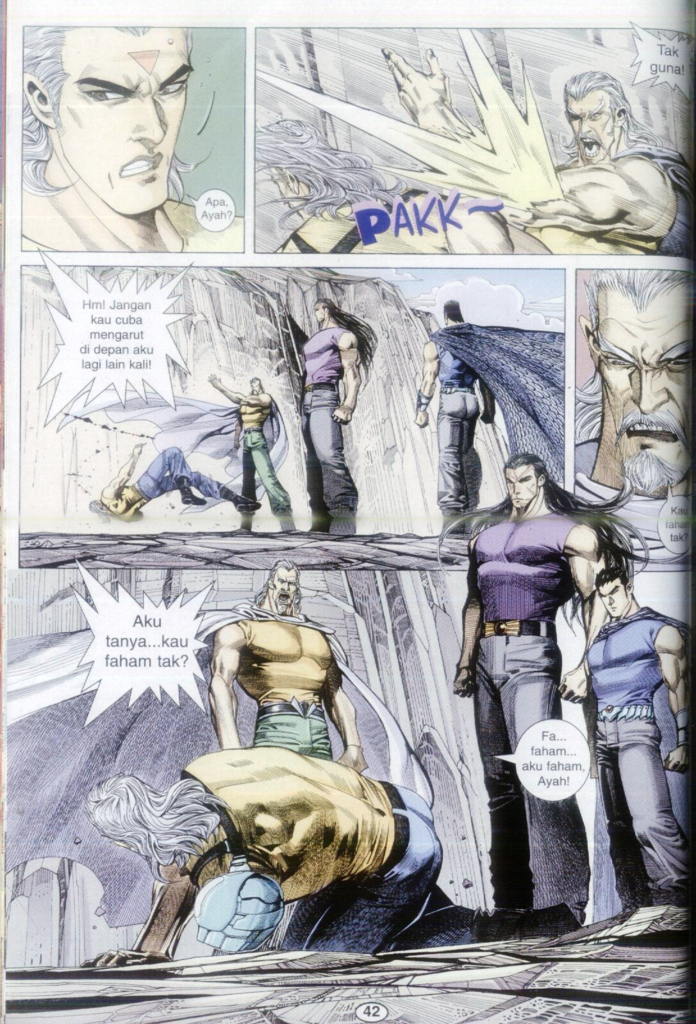 Apa,
Ayah?
Tak
guna!
PAKK~
Hm! Jangan
kau cuba
mengarut
di depan aku
lagi lain kali!
Kau
faham
tak?
Aku
tanya...kau
faham tak?
Fa...
faham...
aku faham,
Ayah!
42